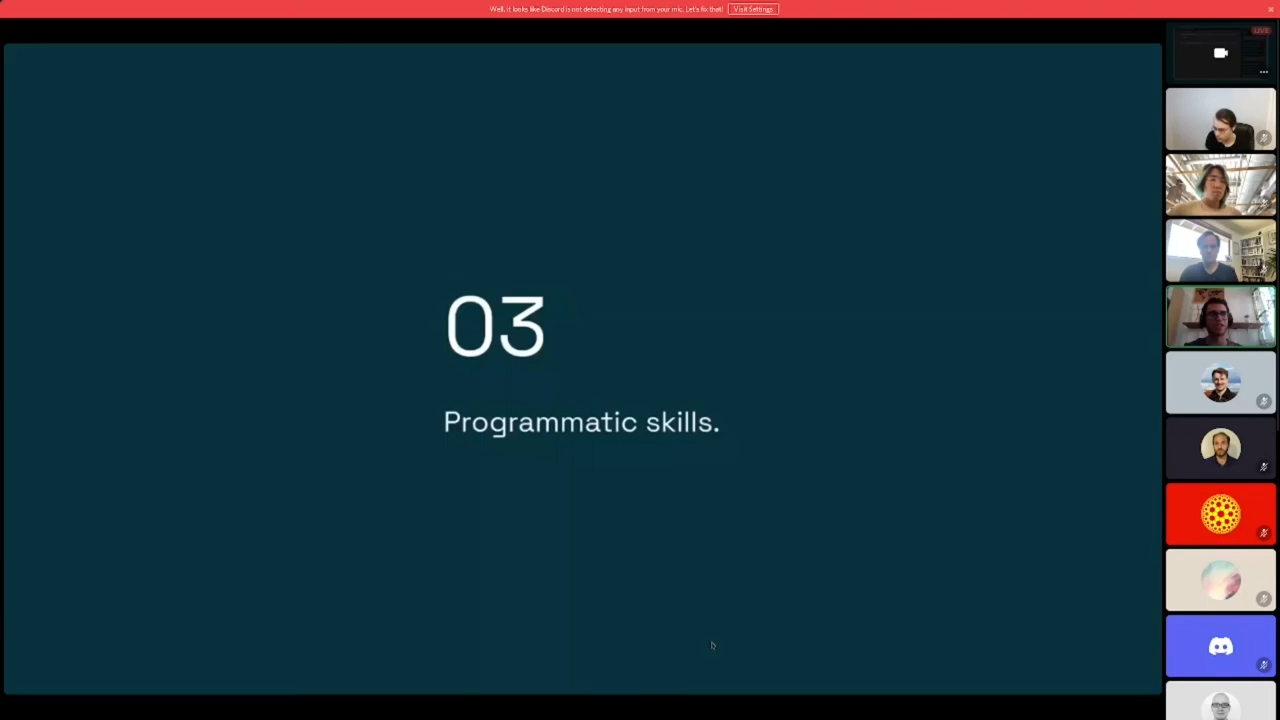 Well, it looks like Discord is not detecting any input from your mic. Let's fix that! Visit Settings
LIVE
03
Programmatic skills.